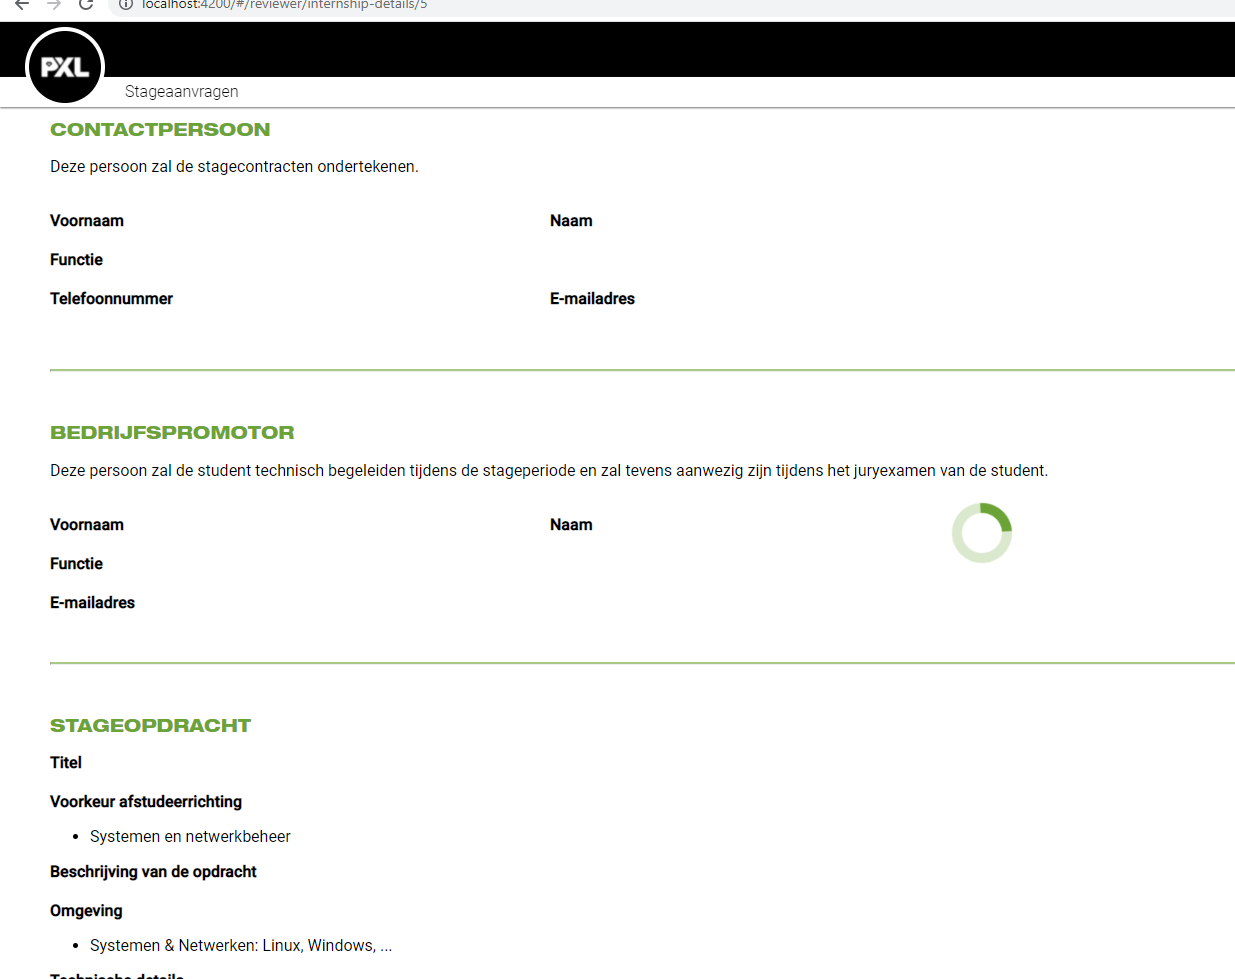 localhost:4200/#/reviewer/internship-details/5
PXL
Stageaanvragen
CONTACTPERSOON
Deze persoon zal de stagecontracten ondertekenen.
Voornaam Naam
Functie
Telefoonnummer E-mailadres
BEDRIJFSPROMOTOR
Deze persoon zal de student technisch begeleiden tijdens de stageperiode en zal tevens aanwezig zijn tijdens het juryexamen van de student.
Voornaam Naam
Functie
E-mailadres
STAGEOPDRACHT
Titel
Voorkeur afstudeerrichting
• Systemen en netwerkbeheer
Beschrijving van de opdracht
Omgeving
• Systemen & Netwerken: Linux, Windows, ...
Technische details